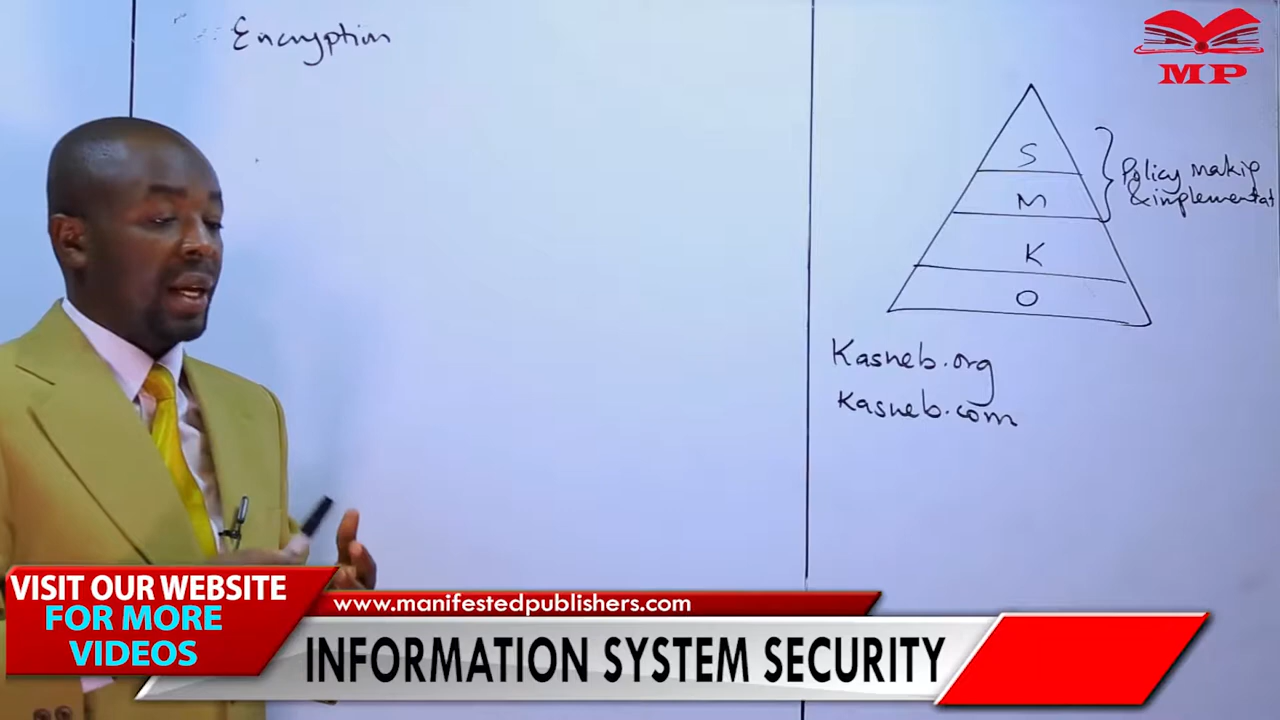 Encryption
MP
S
M
K
O
Policy making
& implementat
Kasneb.org
Kasneb.com
VISIT OUR WEBSITE
FOR MORE
VIDEOS
www.manifestedpublishers.com
INFORMATION SYSTEM SECURITY